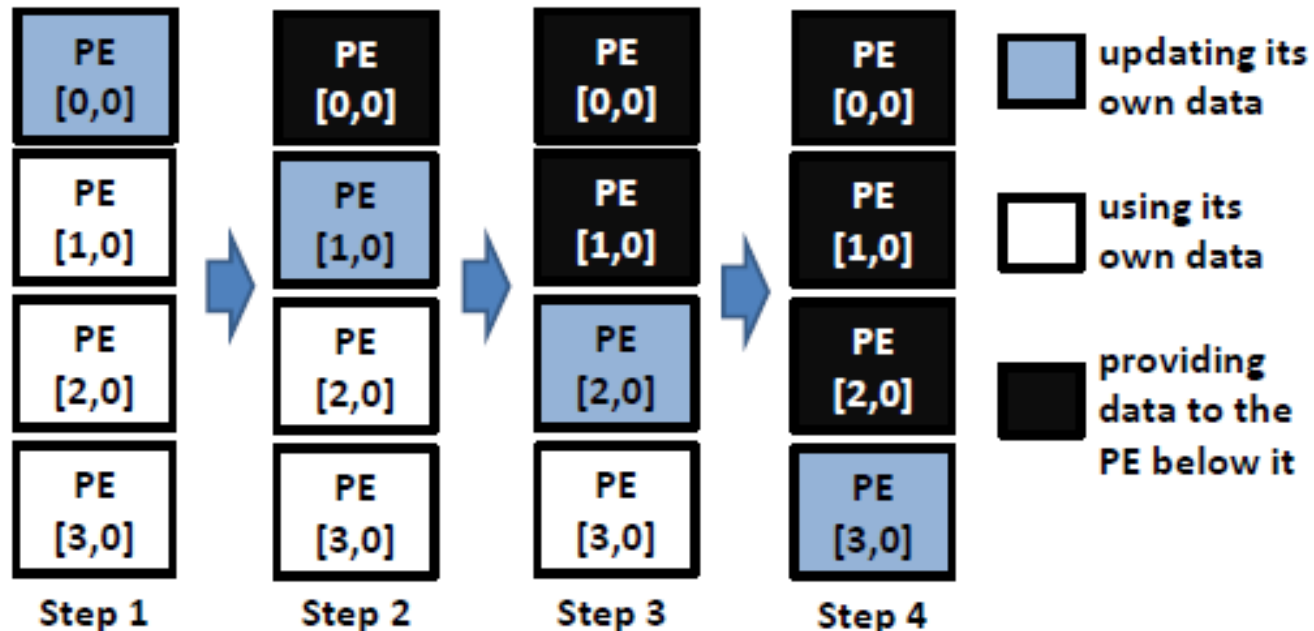 PE
[0,0]
PE
[1,0]
PE
[2,0]
PE
[3,0]
Step 1
PE
[0,0]
PE
[1,0]
PE
[2,0]
PE
[3,0]
Step 2
PE
[0,0]
PE
[1,0]
PE
[2,0]
PE
[3,0]
Step 3
PE
[0,0]
PE
[1,0]
PE
[2,0]
PE
[3,0]
Step 4
updating its
own data
using its
own data
providing
data to the
PE below it